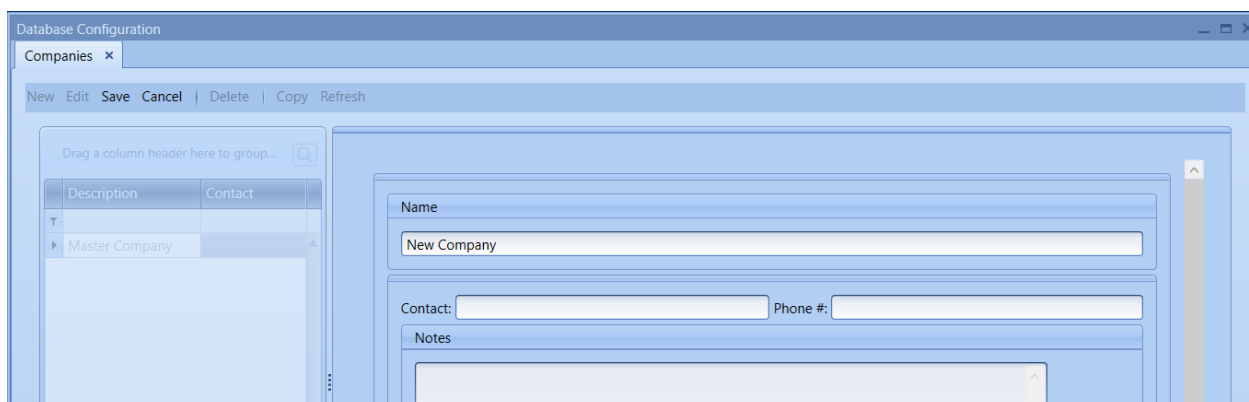 Database Configuration
Companies
New Edit Save Cancel | Delete | Copy Refresh
Drag a column header here to group...
Description Contact
Master Company
Name
New Company
Contact: Phone #:
Notes